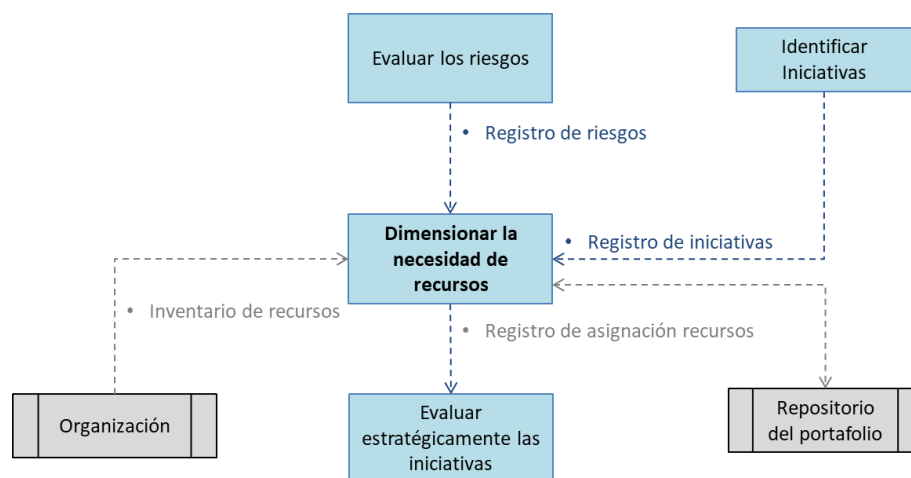 Evaluar los riesgos
Identificar
Iniciativas
• Registro de riesgos
Dimensionar la
necesidad de
recursos
• Registro de iniciativas
• Inventario de recursos
• Registro de asignación recursos
Organización
Evaluar
estratégicamente las
iniciativas
Repositorio
del portafolio